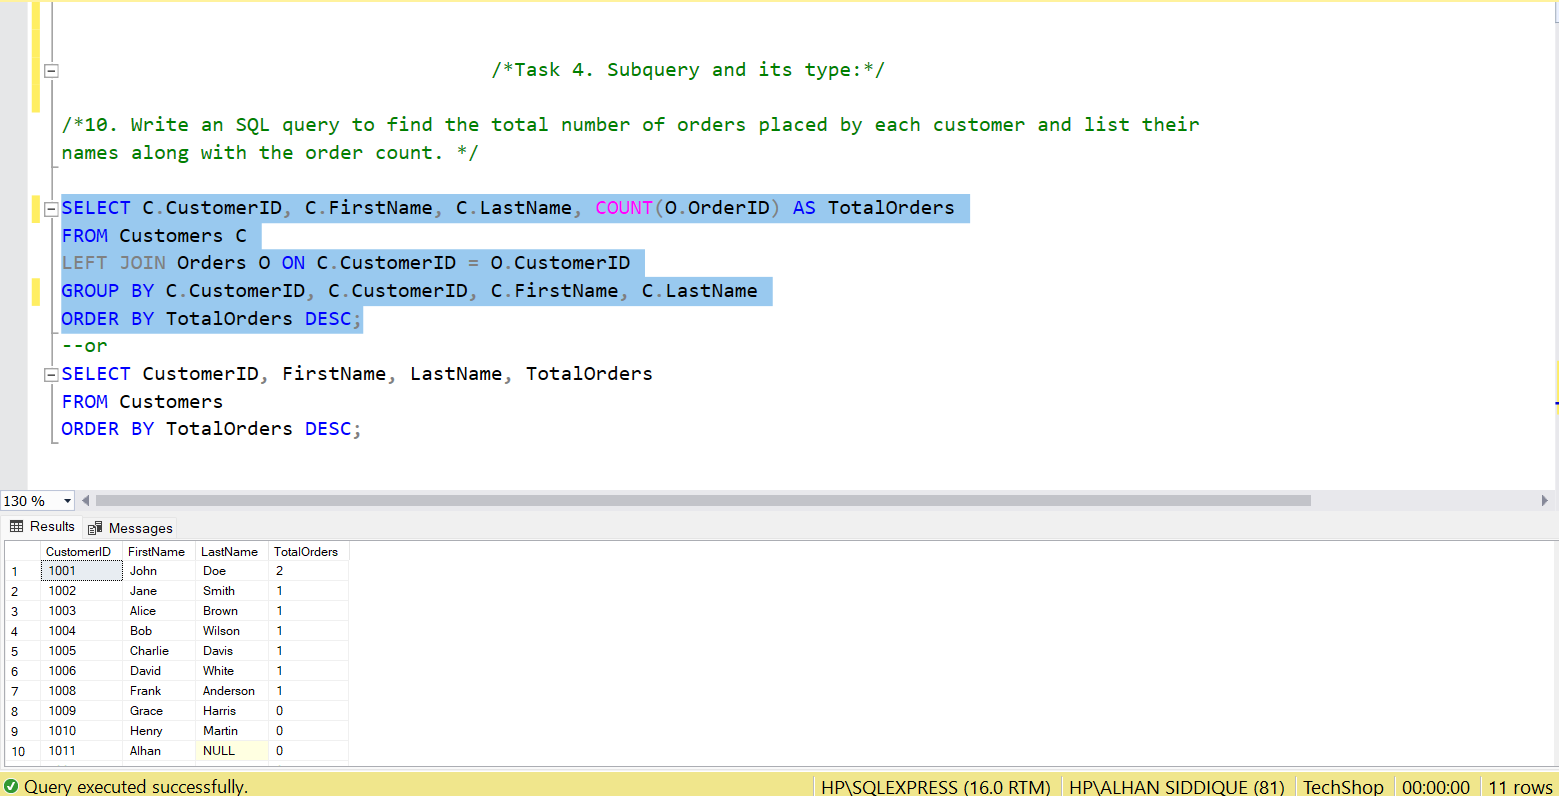 /*Task 4. Subquery and its type:*/
/*10. Write an SQL query to find the total number of orders placed by each customer and list their
names along with the order count. */
SELECT C.CustomerID, C.FirstName, C.LastName, COUNT(O.OrderID) AS TotalOrders
FROM Customers C
LEFT JOIN Orders O ON C.CustomerID = O.CustomerID
GROUP BY C.CustomerID, C.CustomerID, C.FirstName, C.LastName
ORDER BY TotalOrders DESC;
--or
SELECT CustomerID, FirstName, LastName, TotalOrders
FROM Customers
ORDER BY TotalOrders DESC;
130 %
Results Messages
CustomerID FirstName LastName TotalOrders
1 1001 John Doe 2
2 1002 Jane Smith 1
3 1003 Alice Brown 1
4 1004 Bob Wilson 1
5 1005 Charlie Davis 1
6 1006 David White 1
7 1008 Frank Anderson 1
8 1009 Grace Harris 0
9 1010 Henry Martin 0
10 1011 Alhan NULL 0
Query executed successfully. HP\SQLEXPRESS (16.0 RTM) HP\ALHAN SIDDIQUE (81) TechShop 00:00:00 11 rows